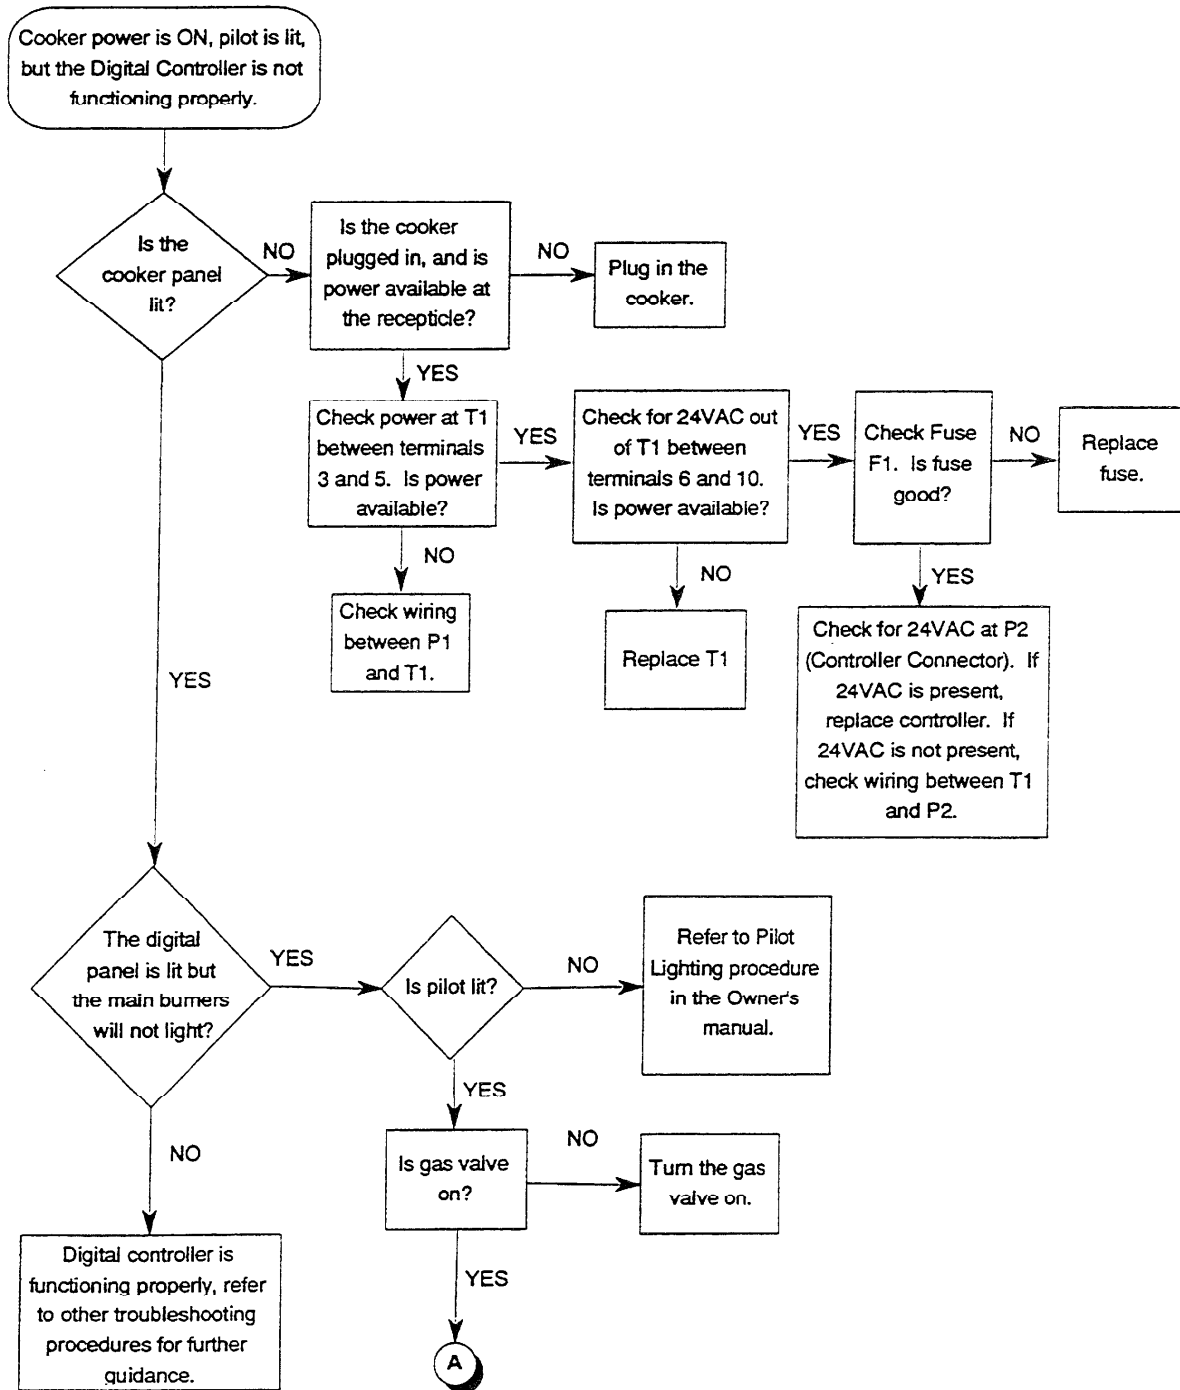 Cooker power is ON, pilot is lit,
but the Digital Controller is not
functioning properly.
Is the
cooker panel
lit?
NO
Is the cooker
plugged in, and is
power available at
the recepticle?
NO
Plug in the
cooker.
YES
Check power at T1
between terminals
3 and 5. Is power
available?
YES
Check for 24VAC out
of T1 between
terminals 6 and 10.
Is power available?
YES
Check Fuse
F1. Is fuse
good?
NO
Replace
fuse.
NO
Check wiring
between P1
and T1.
NO
Replace T1
YES
Check for 24VAC at P2
(Controller Connector). If
24VAC is present,
replace controller. If
24VAC is not present,
check wiring between T1
and P2.
YES
The digital
panel is lit but
the main burners
will not light?
YES
Is pilot lit?
NO
Refer to Pilot
Lighting procedure
in the Owner's
manual.
YES
Is gas valve
on?
NO
Turn the gas
valve on.
NO
Digital controller is
functioning properly, refer
to other troubleshooting
procedures for further
guidance.
YES
A